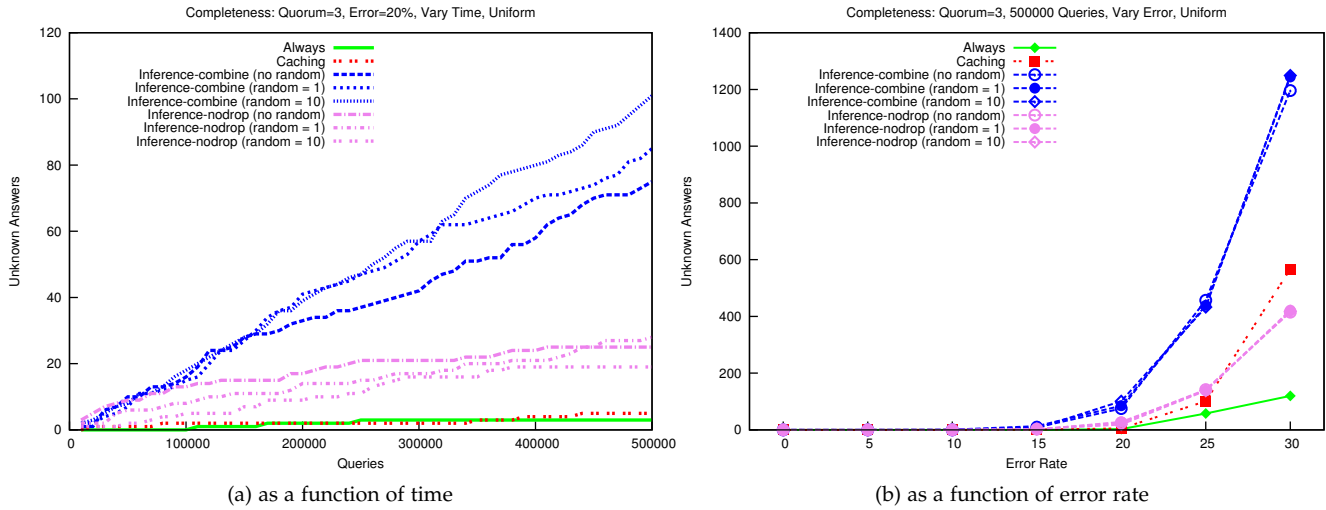 Completeness: Quorum=3, Error=20%, Vary Time, Uniform
120
100
80
60
40
20
0
Unknown Answers
Always
Caching
Inference-combine (no random)
Inference-combine (random = 1)
Inference-combine (random = 10)
Inference-nodrop (no random)
Inference-nodrop (random = 1)
Inference-nodrop (random = 10)
0 100000 200000 300000 400000 500000
Queries
(a) as a function of time
Completeness: Quorum=3, 500000 Queries, Vary Error, Uniform
1400
1200
1000
800
600
400
200
0
Unknown Answers
Always
Caching
Inference-combine (no random)
Inference-combine (random = 1)
Inference-combine (random = 10)
Inference-nodrop (no random)
Inference-nodrop (random = 1)
Inference-nodrop (random = 10)
0 5 10 15 20 25 30
Error Rate
(b) as a function of error rate